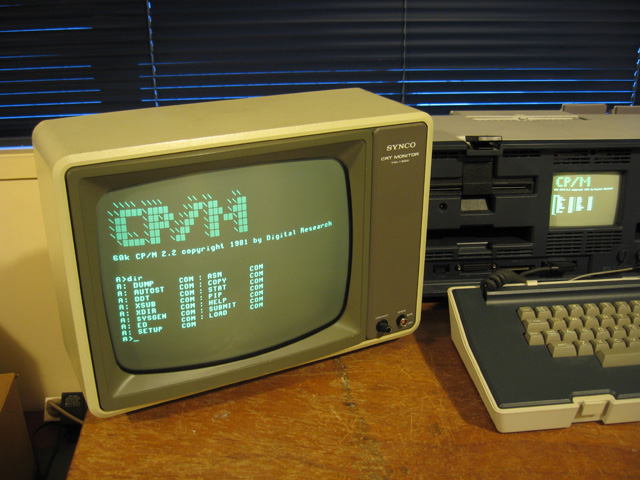 SYNCO
CRT MONITOR
CP/M
60k CP/M 2.2 copyright 1981 by Digital Research
A>dir
A: DUMP COM : ASM COM
A: AUTOST COM : COPY COM
A: DDT COM : STAT COM
A: XSUB COM : PIP COM
A: XDIR COM : HELP COM
A: SYSGEN COM : SUBMIT COM
A: ED COM : LOAD COM
A: SETUP COM
A>_
CP/M